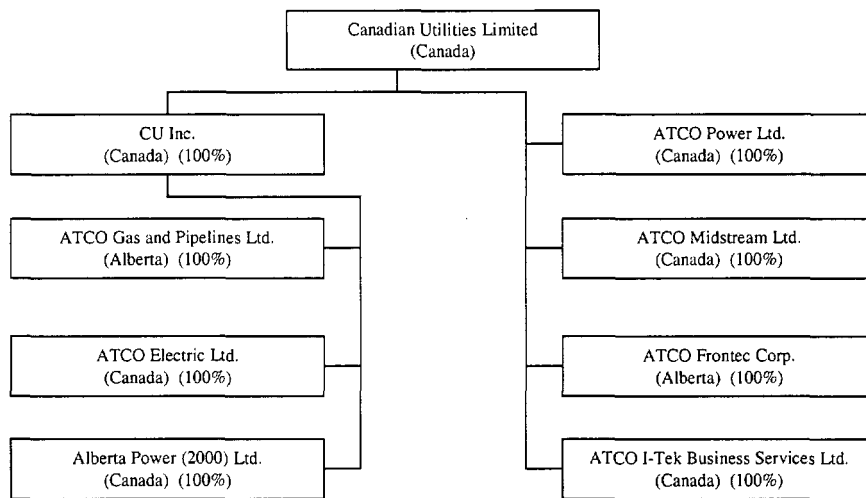 Canadian Utilities Limited
(Canada)
CU Inc.
(Canada) (100%)
ATCO Power Ltd.
(Canada) (100%)
ATCO Gas and Pipelines Ltd.
(Alberta) (100%)
ATCO Midstream Ltd.
(Canada) (100%)
ATCO Electric Ltd.
(Canada) (100%)
ATCO Frontec Corp.
(Alberta) (100%)
Alberta Power (2000) Ltd.
(Canada) (100%)
ATCO I-Tek Business Services Ltd.
(Canada) (100%)